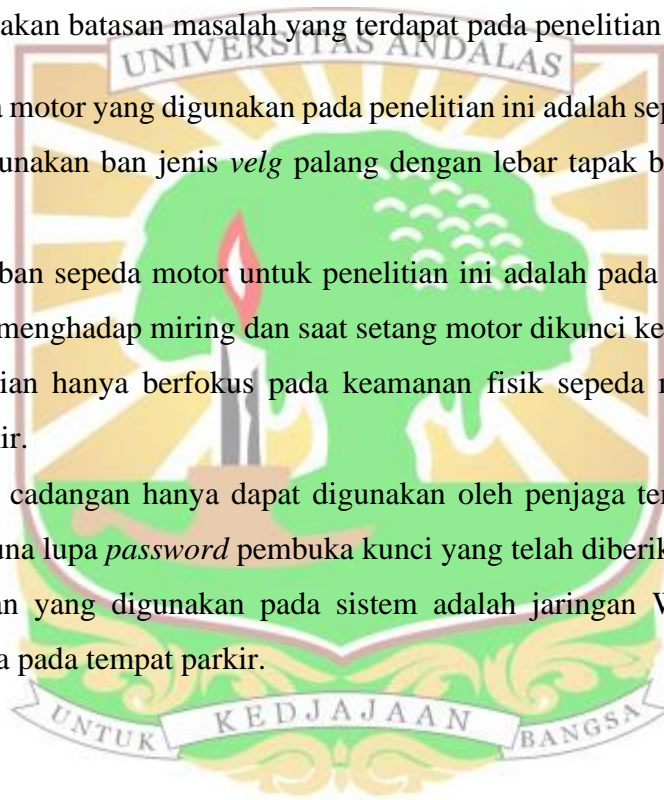 akan batasan masalah yang terdapat pada penelitian
UNIVERSITAS ANDALAS
motor yang digunakan pada penelitian ini adalah
unakan ban jenis velg palang dengan lebar tapak b
ban sepeda motor untuk penelitian ini adalah pada
menghadap miring dan saat setang motor dikunci ke
ian hanya berfokus pada keamanan fisik sepeda
ir.
cadangan hanya dapat digunakan oleh penjaga
una lupa password pembuka kunci yang telah
an yang digunakan pada sistem adalah jaringan
pada tempat parkir.
UNTUK KEDJAJAAN BANGSA